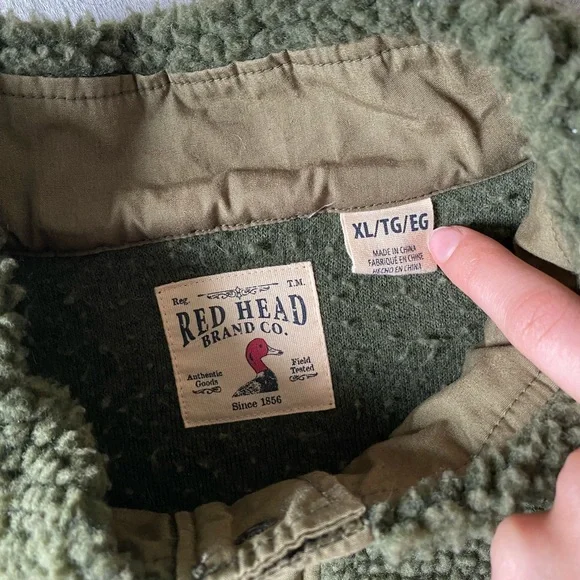 XL/TG/EG
MADE IN CHINA
FABRIQUÉ EN CHINE
HECHO EN CHINA
Reg. T.M.
RED HEAD
BRAND CO.
Authentic Goods
Field Tested
Since 1856